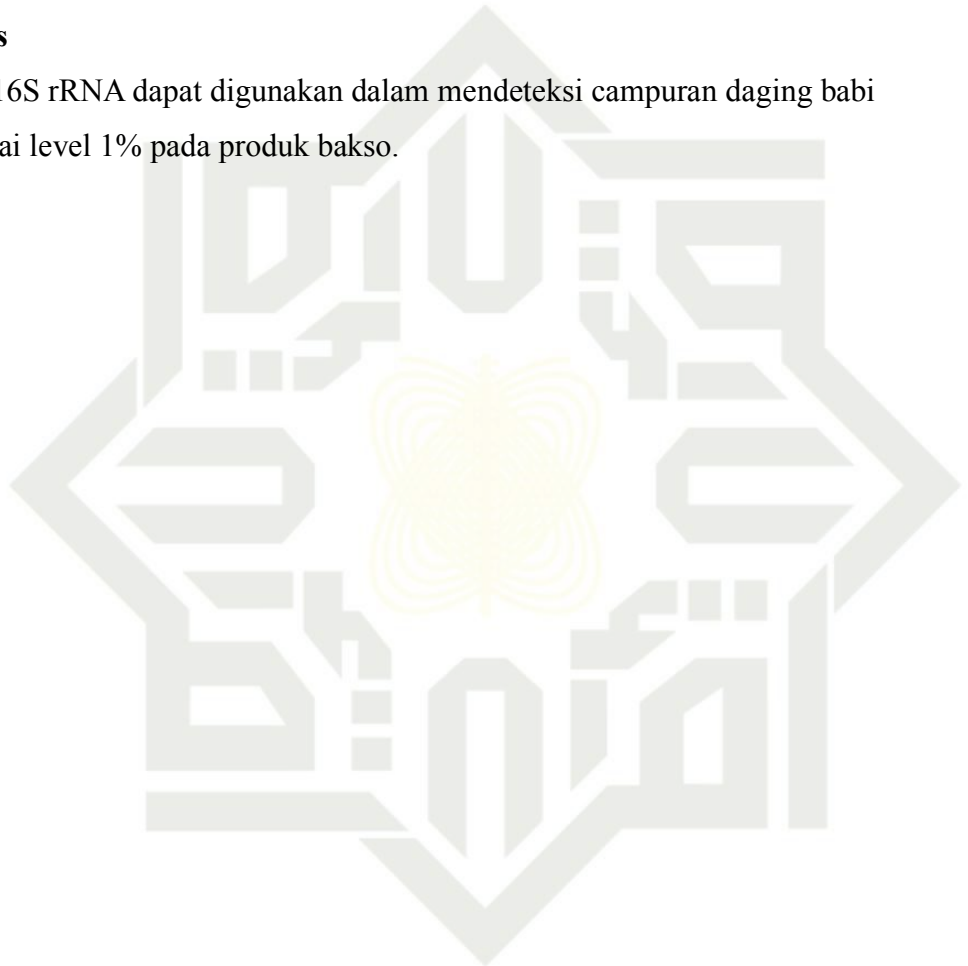 s
16S rRNA dapat digunakan dalam mendeteksi campuran daging babi
ai level 1% pada produk bakso.